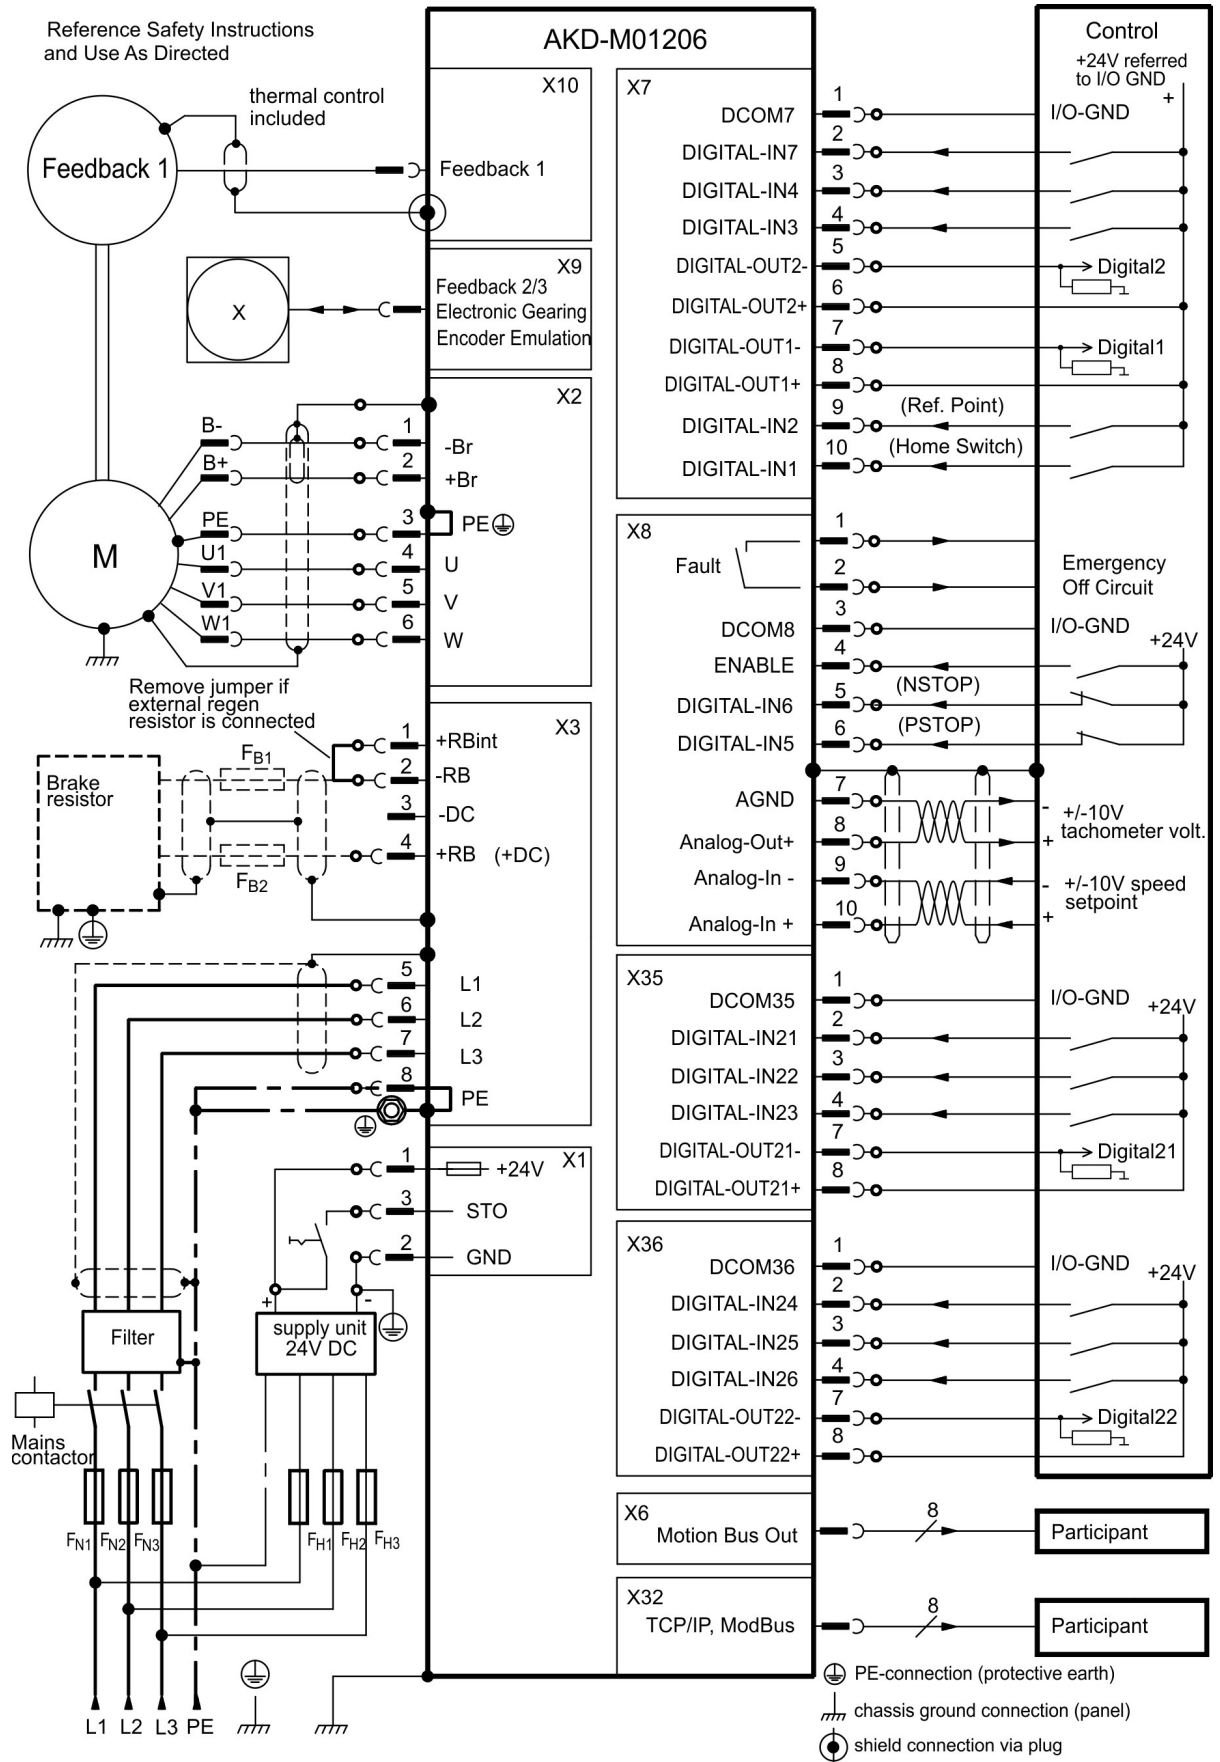 Reference Safety Instructions
and Use As Directed
AKD-M01206
Feedback 1
thermal control
included
X10
Feedback 1
X
X9
Feedback 2/3
Electronic Gearing
Encoder Emulation
X2
B-
1
-Br
B+
2
+Br
M
PE
3
PE
U1
4
U
V1
5
V
W1
6
W
Remove jumper if
external regen
resistor is connected
X3
Brake
resistor
FB1
FB2
1
+RBint
2
-RB
3
-DC
4
+RB (+DC)
5
L1
6
L2
7
L3
8
PE
X1
1
+24V
3
STO
2
GND
+
-
supply unit
24V DC
Filter
Mains
contactor
FN1
FN2
FN3
FH1
FH2
FH3
L1
L2
L3
PE
X7
1
DCOM7
2
DIGITAL-IN7
3
DIGITAL-IN4
4
DIGITAL-IN3
5
DIGITAL-OUT2-
6
DIGITAL-OUT2+
7
DIGITAL-OUT1-
8
DIGITAL-OUT1+
9
DIGITAL-IN2
(Ref. Point)
10
DIGITAL-IN1
(Home Switch)
Control
+24V referred
to I/O GND
+
I/O-GND
Digital2
Digital1
X8
Fault
1
2
Emergency
Off Circuit
3
DCOM8
I/O-GND
+24V
4
ENABLE
5
DIGITAL-IN6
(NSTOP)
6
DIGITAL-IN5
(PSTOP)
7
AGND
8
Analog-Out+
-
+
+/-10V
tachometer volt.
9
Analog-In -
10
Analog-In +
-
+
+/-10V speed
setpoint
X35
1
DCOM35
I/O-GND
+24V
2
DIGITAL-IN21
3
DIGITAL-IN22
4
DIGITAL-IN23
7
DIGITAL-OUT21-
Digital21
8
DIGITAL-OUT21+
X36
1
DCOM36
I/O-GND
+24V
2
DIGITAL-IN24
3
DIGITAL-IN25
4
DIGITAL-IN26
7
DIGITAL-OUT22-
Digital22
8
DIGITAL-OUT22+
X6
Motion Bus Out
8
Participant
X32
TCP/IP, ModBus
8
Participant
PE-connection (protective earth)
chassis ground connection (panel)
shield connection via plug